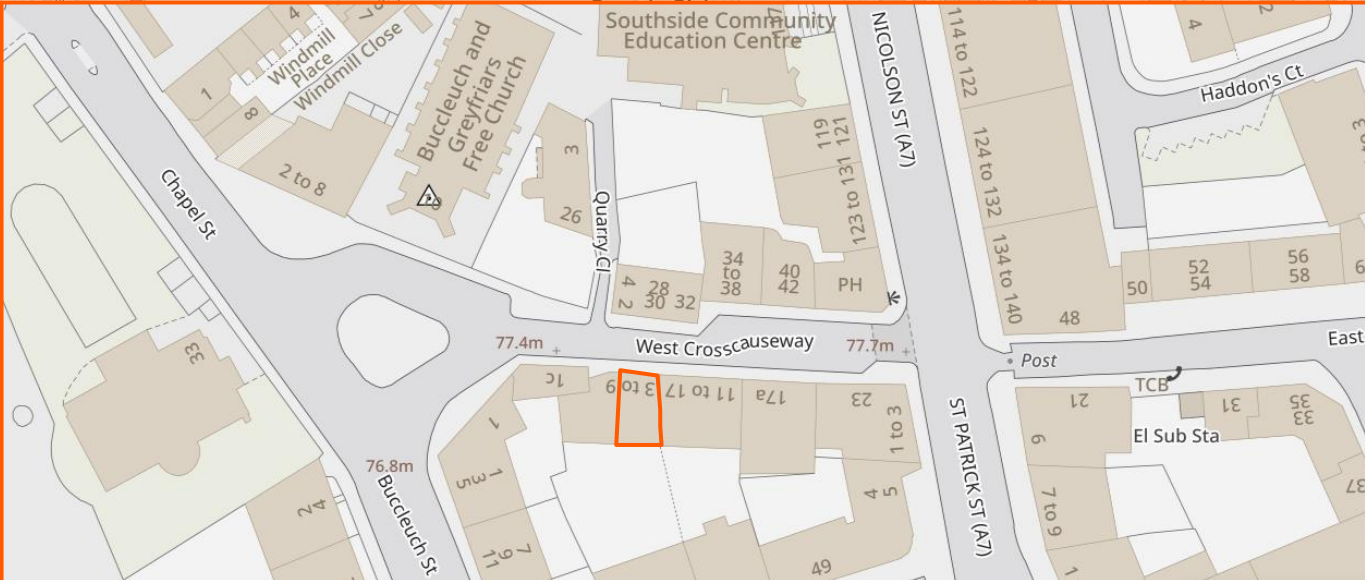 Southside Community
Education Centre
NICOLSON ST (A7)
114 to 122
4
2
Haddon's Ct
4
7
Windmill
Place
Windmill Close
1
8
2 to 8
Buccleuch and
Greyfriars
Free Church
3
26
Quarry Cl
119
121
123 to 131
124 to 132
134 to 140
Chapel St
4
2
28
30
32
34
to
38
40
42
PH
50
52
54
56
58
48
77.4m
West Crosscauseway
77.7m
Post
East
TCB
33
1c
3 to 9
11 to 17
17a
23
1 to 3
21
31
35
33
El Sub Sta
37
6
7 to 9
1
ST PATRICK ST (A7)
76.8m
Buccleuch St
1
1
3
5
2
4
7
9
11
4
5
49